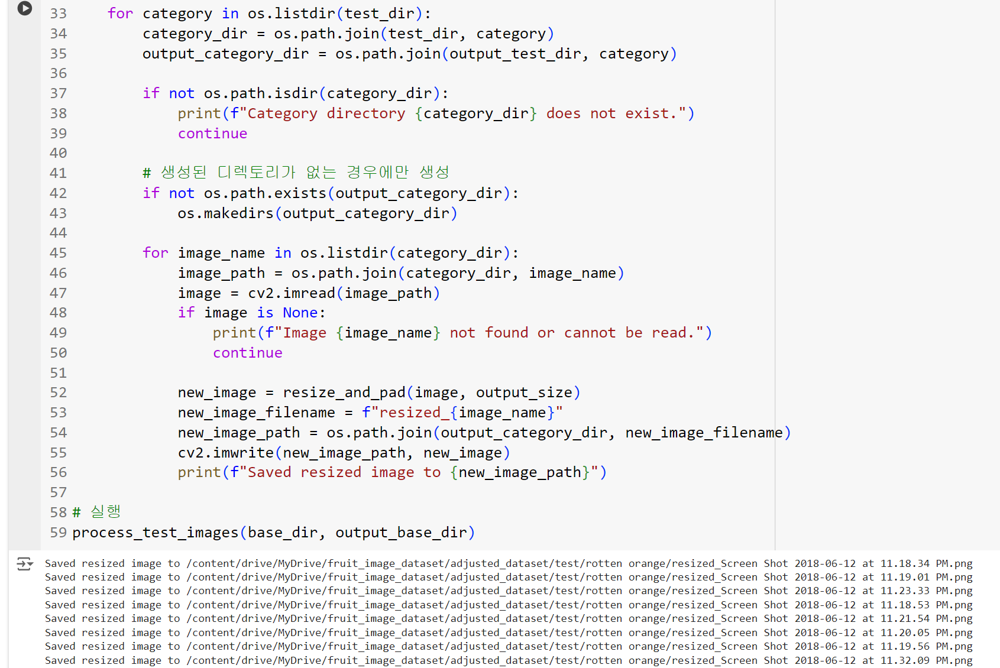 33     for category in os.listdir(test_dir):
34         category_dir = os.path.join(test_dir, category)
35         output_category_dir = os.path.join(output_test_dir, category)
36
37         if not os.path.isdir(category_dir):
38             print(f"Category directory {category_dir} does not exist.")
39             continue
40
41         # 생성된 디렉토리가 없는 경우에만 생성
42         if not os.path.exists(output_category_dir):
43             os.makedirs(output_category_dir)
44
45         for image_name in os.listdir(category_dir):
46             image_path = os.path.join(category_dir, image_name)
47             image = cv2.imread(image_path)
48             if image is None:
49                 print(f"Image {image_name} not found or cannot be read.")
50                 continue
51
52             new_image = resize_and_pad(image, output_size)
53             new_image_filename = f"resized_{image_name}"
54             new_image_path = os.path.join(output_category_dir, new_image_filename)
55             cv2.imwrite(new_image_path, new_image)
56             print(f"Saved resized image to {new_image_path}")
57
58 # 실행
59 process_test_images(base_dir, output_base_dir)
Saved resized image to /content/drive/MyDrive/fruit_image_dataset/adjusted_dataset/test/rotten orange/resized_Screen Shot 2018-06-12 at 11.18.34 PM.png
Saved resized image to /content/drive/MyDrive/fruit_image_dataset/adjusted_dataset/test/rotten orange/resized_Screen Shot 2018-06-12 at 11.19.01 PM.png
Saved resized image to /content/drive/MyDrive/fruit_image_dataset/adjusted_dataset/test/rotten orange/resized_Screen Shot 2018-06-12 at 11.23.33 PM.png
Saved resized image to /content/drive/MyDrive/fruit_image_dataset/adjusted_dataset/test/rotten orange/resized_Screen Shot 2018-06-12 at 11.18.53 PM.png
Saved resized image to /content/drive/MyDrive/fruit_image_dataset/adjusted_dataset/test/rotten orange/resized_Screen Shot 2018-06-12 at 11.21.54 PM.png
Saved resized image to /content/drive/MyDrive/fruit_image_dataset/adjusted_dataset/test/rotten orange/resized_Screen Shot 2018-06-12 at 11.20.05 PM.png
Saved resized image to /content/drive/MyDrive/fruit_image_dataset/adjusted_dataset/test/rotten orange/resized_Screen Shot 2018-06-12 at 11.19.56 PM.png
Saved resized image to /content/drive/MyDrive/fruit_image_dataset/adjusted_dataset/test/rotten orange/resized_Screen Shot 2018-06-12 at 11.32.09 PM.png